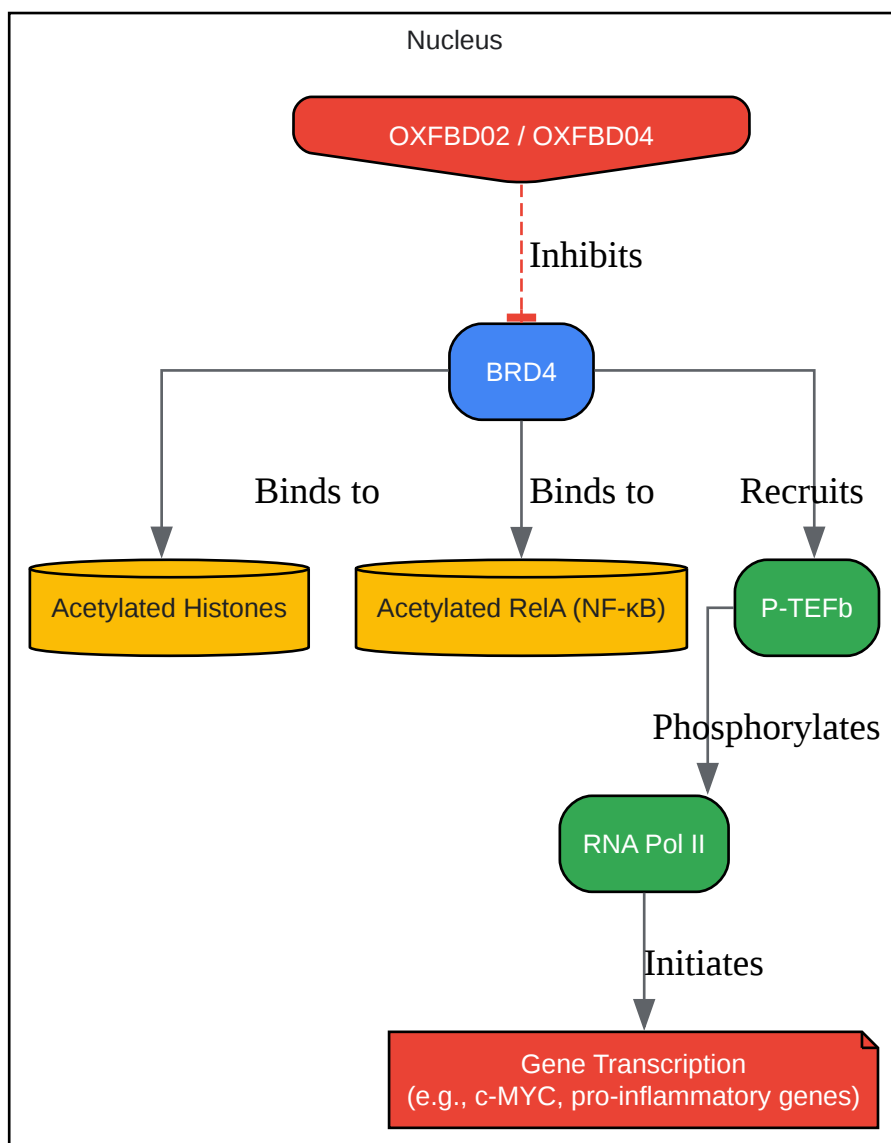 Nucleus
OXFBD02 / OXFBD04
Inhibits
BRD4
Binds to
Binds to
Recruits
Acetylated Histones
Acetylated RelA (NF-κB)
P-TEFb
Phosphorylates
RNA Pol II
Initiates
Gene Transcription
(e.g., c-MYC, pro-inflammatory genes)